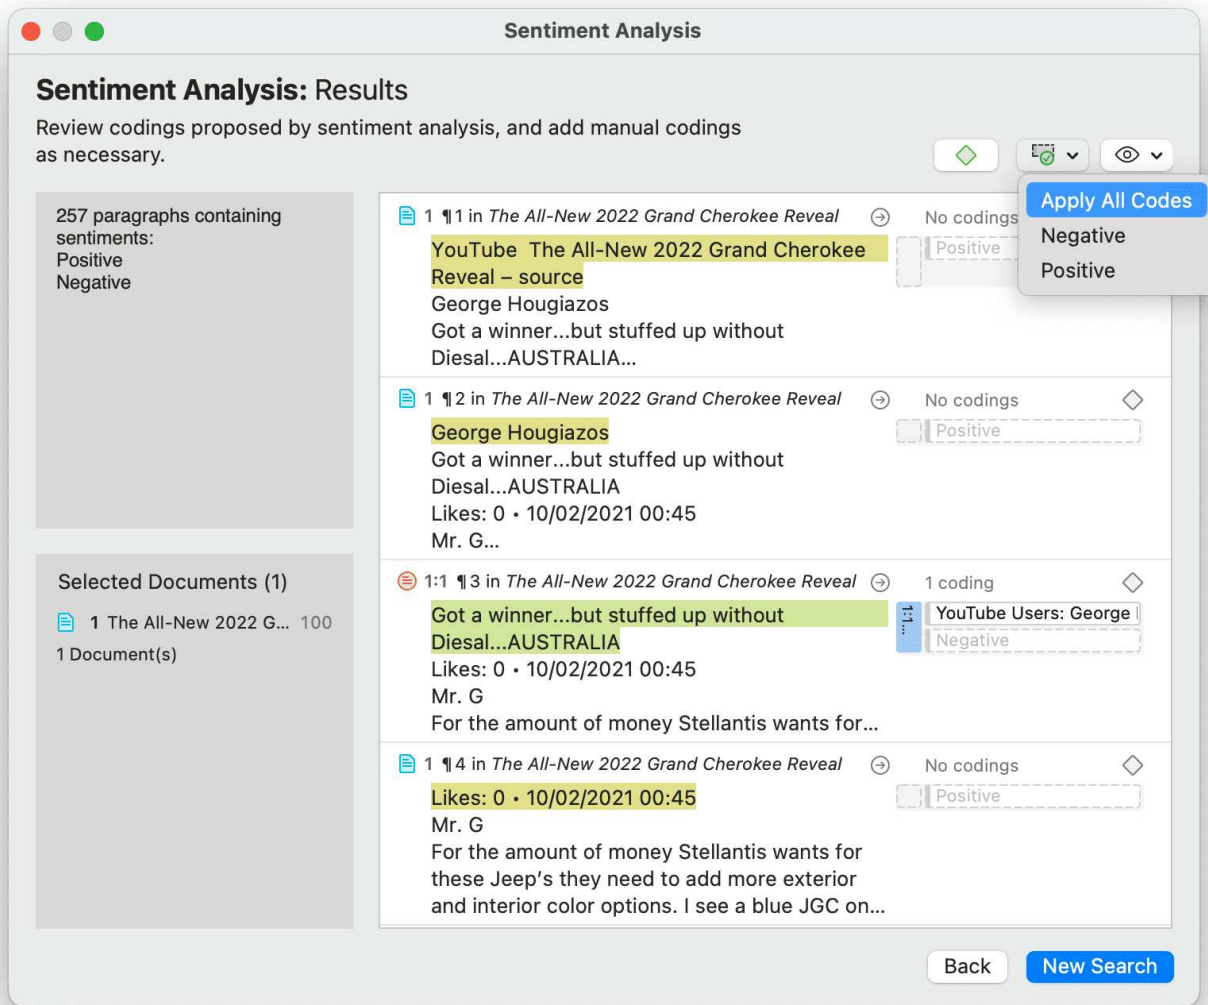 Sentiment Analysis
Sentiment Analysis: Results
Review codings proposed by sentiment analysis, and add manual codings
as necessary.
Apply All Codes
Negative
Positive
257 paragraphs containing
sentiments:
Positive
Negative
Selected Documents (1)
1 The All-New 2022 G... 100
1 Document(s)
1 ¶ 1 in The All-New 2022 Grand Cherokee Reveal
No codings
YouTube The All-New 2022 Grand Cherokee
Reveal – source
Positive
George Hougiazos
Got a winner...but stuffed up without
Diesal...AUSTRALIA...
1 ¶ 2 in The All-New 2022 Grand Cherokee Reveal
No codings
George Hougiazos
Positive
Got a winner...but stuffed up without
Diesal...AUSTRALIA
Likes: 0 • 10/02/2021 00:45
Mr. G...
1:1 ¶ 3 in The All-New 2022 Grand Cherokee Reveal
1 coding
Got a winner...but stuffed up without
Diesal...AUSTRALIA
1:1...
YouTube Users: George
Negative
Likes: 0 • 10/02/2021 00:45
Mr. G
For the amount of money Stellantis wants for...
1 ¶ 4 in The All-New 2022 Grand Cherokee Reveal
No codings
Likes: 0 • 10/02/2021 00:45
Positive
Mr. G
For the amount of money Stellantis wants for
these Jeep's they need to add more exterior
and interior color options. I see a blue JGC on...
Back
New Search